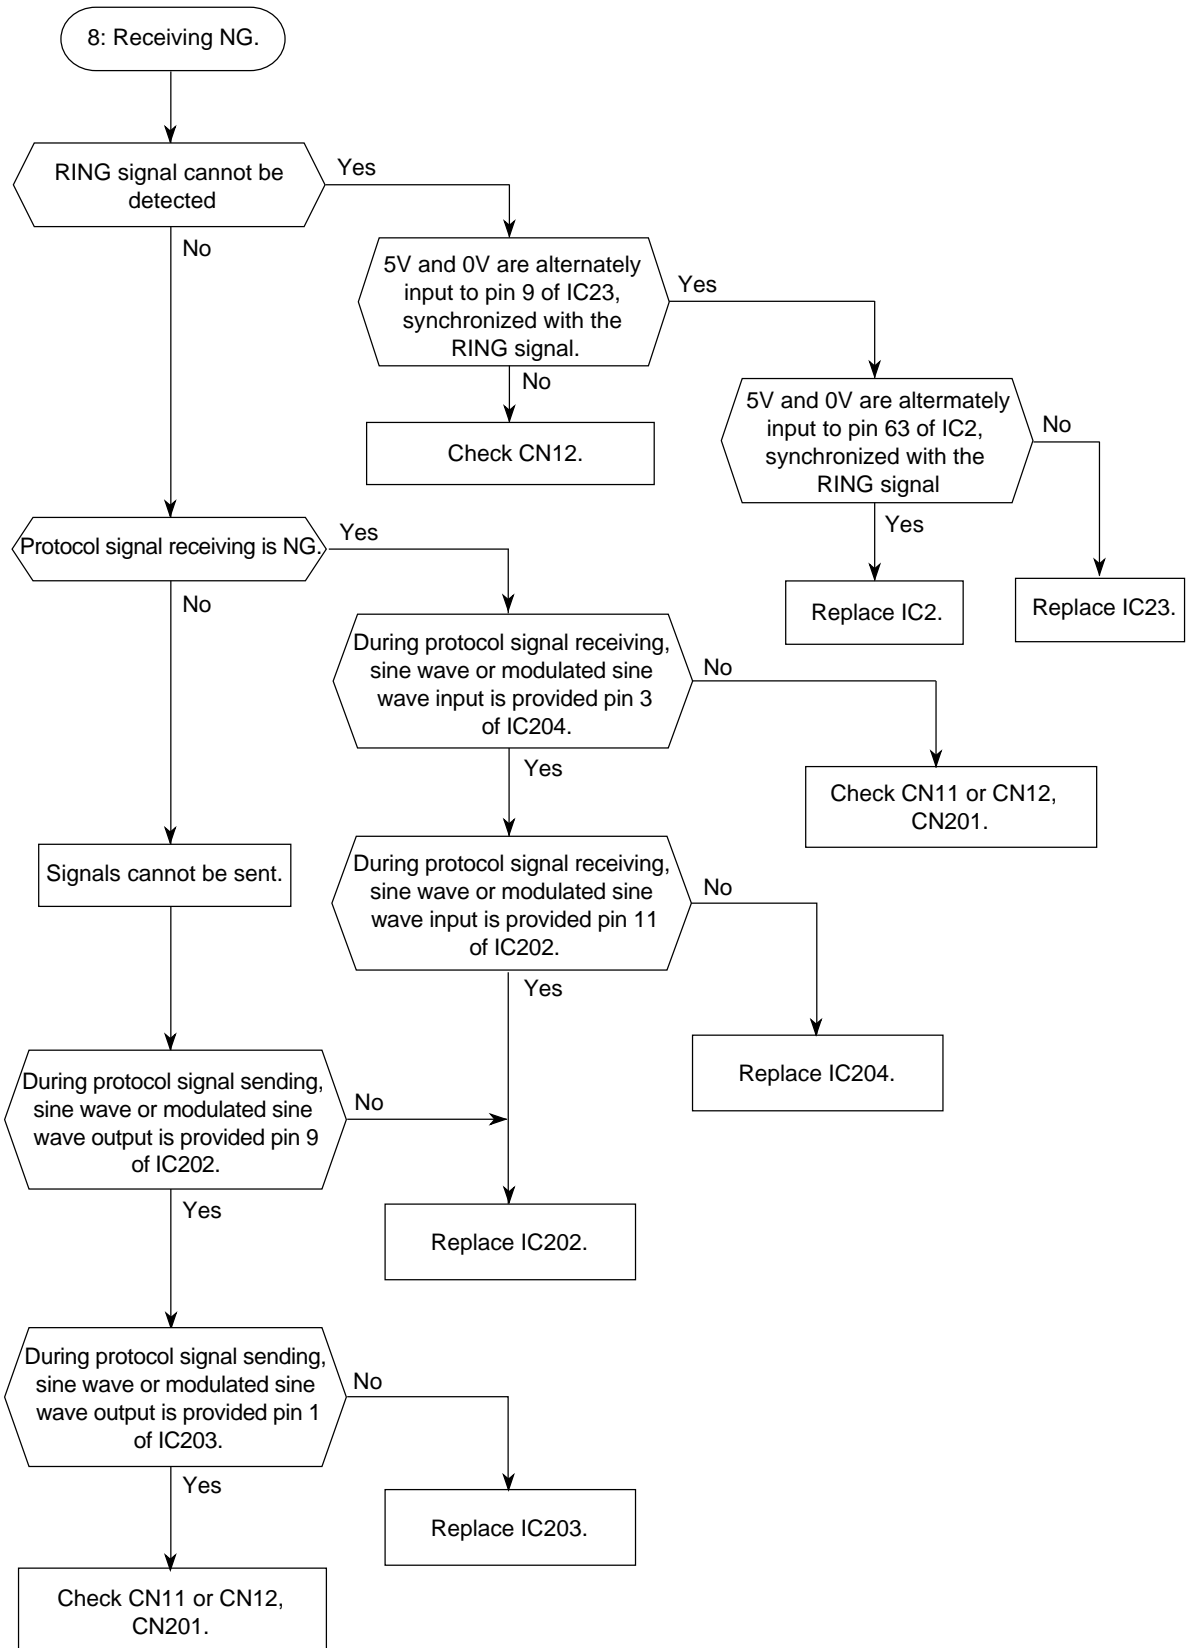 8: Receiving NG.
RING signal cannot be
detected
Yes
No
5V and 0V are alternately
input to pin 9 of IC23,
synchronized with the
RING signal.
Yes
No
Check CN12.
5V and 0V are altermately
input to pin 63 of IC2,
synchronized with the
RING signal
No
Yes
Replace IC2.
Replace IC23.
Protocol signal receiving is NG.
Yes
No
During protocol signal receiving,
sine wave or modulated sine
wave input is provided pin 3
of IC204.
No
Yes
Check CN11 or CN12,
CN201.
Signals cannot be sent.
During protocol signal receiving,
sine wave or modulated sine
wave input is provided pin 11
of IC202.
No
Yes
Replace IC204.
During protocol signal sending,
sine wave or modulated sine
wave output is provided pin 9
of IC202.
No
Yes
Replace IC202.
During protocol signal sending,
sine wave or modulated sine
wave output is provided pin 1
of IC203.
No
Yes
Replace IC203.
Check CN11 or CN12,
CN201.